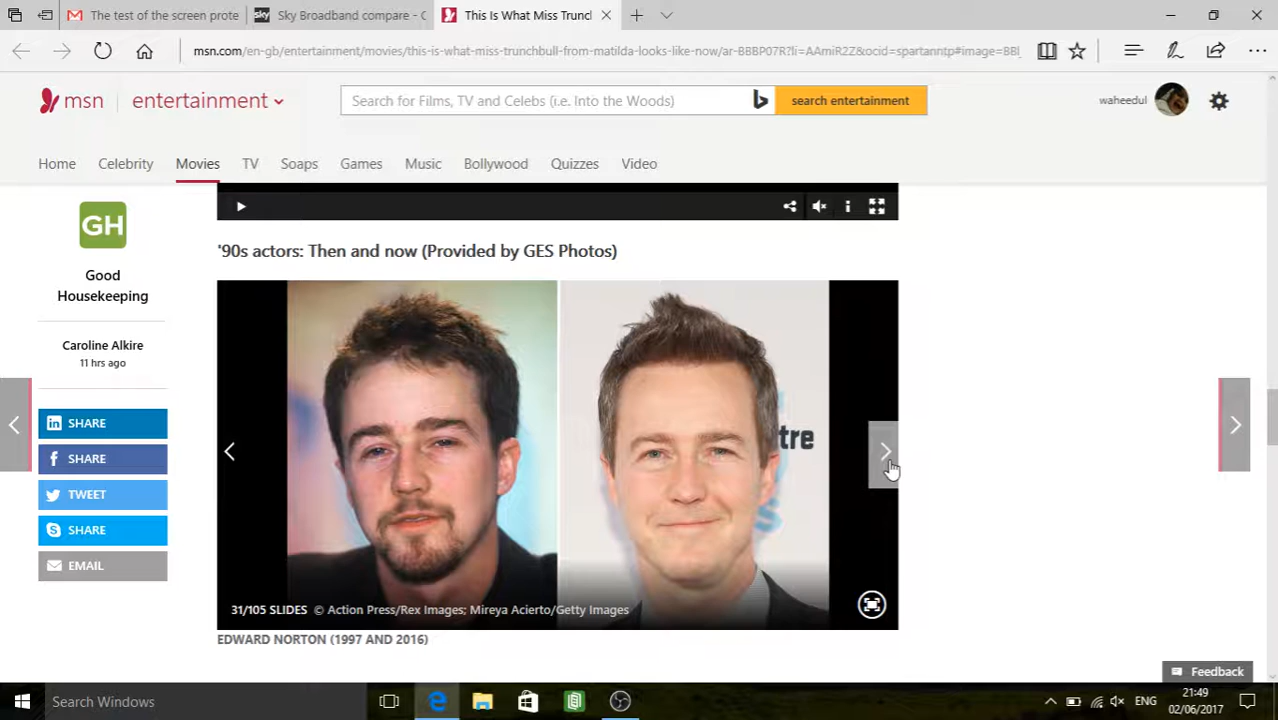 The test of the screen prote
Sky Broadband compare - C
This Is What Miss Trunchl
msn.com/en-gb/entertainment/movies/this-is-what-miss-trunchbull-from-matilda-looks-like-now/ar-BBBP07R?li=AAmiR2Z&ocid=spartanntp#image=BBl
msn entertainment
Search for Films, TV and Celebs (i.e. Into the Woods)
search entertainment
waheedul
Home Celebrity Movies TV Soaps Games Music Bollywood Quizzes Video
GH
Good
Housekeeping
Caroline Alkire
11 hrs ago
SHARE
SHARE
TWEET
SHARE
EMAIL
'90s actors: Then and now (Provided by GES Photos)
tre
31/105 SLIDES © Action Press/Rex Images; Mireya Acierto/Getty Images
EDWARD NORTON (1997 AND 2016)
Feedback
Search Windows
ENG
21:49
02/06/2017